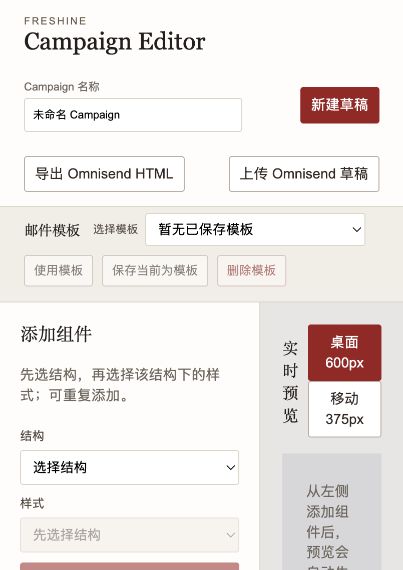 FRESHINE
Campaign Editor
Campaign 名称
未命名 Campaign
新建草稿
导出 Omnisend HTML
上传 Omnisend 草稿
邮件模板
选择模板
暂无已保存模板
使用模板
保存当前为模板
删除模板
添加组件
先选结构，再选择该结构下的样
式；可重复添加。
结构
选择结构
样式
先选择结构
实
时
预
览
桌面
600px
移动
375px
从左侧
添加组
件后，
预览会